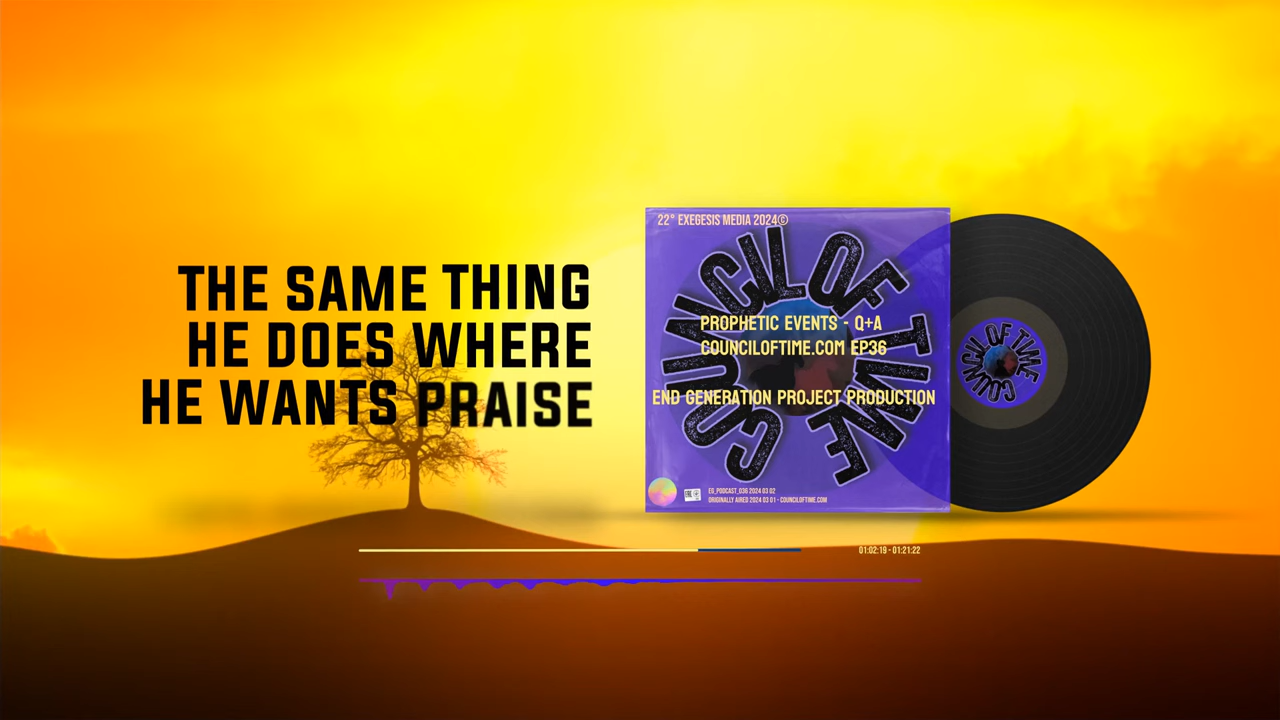 THE SAME THING
HE DOES WHERE
HE WANTS PRAISE
22° EXEGESIS MEDIA 2024©
COUNCIL OF TIME
PROPHETIC EVENTS - Q+A
COUNCILOFTIME.COM EP36
END GENERATION PROJECT PRODUCTION
EG_PODCAST_036 2024 03 02
ORIGINALLY AIRED 2024 03 01 - COUNCILOFTIME.COM
COUNCIL OF TIME
01:02:19 - 01:21:22